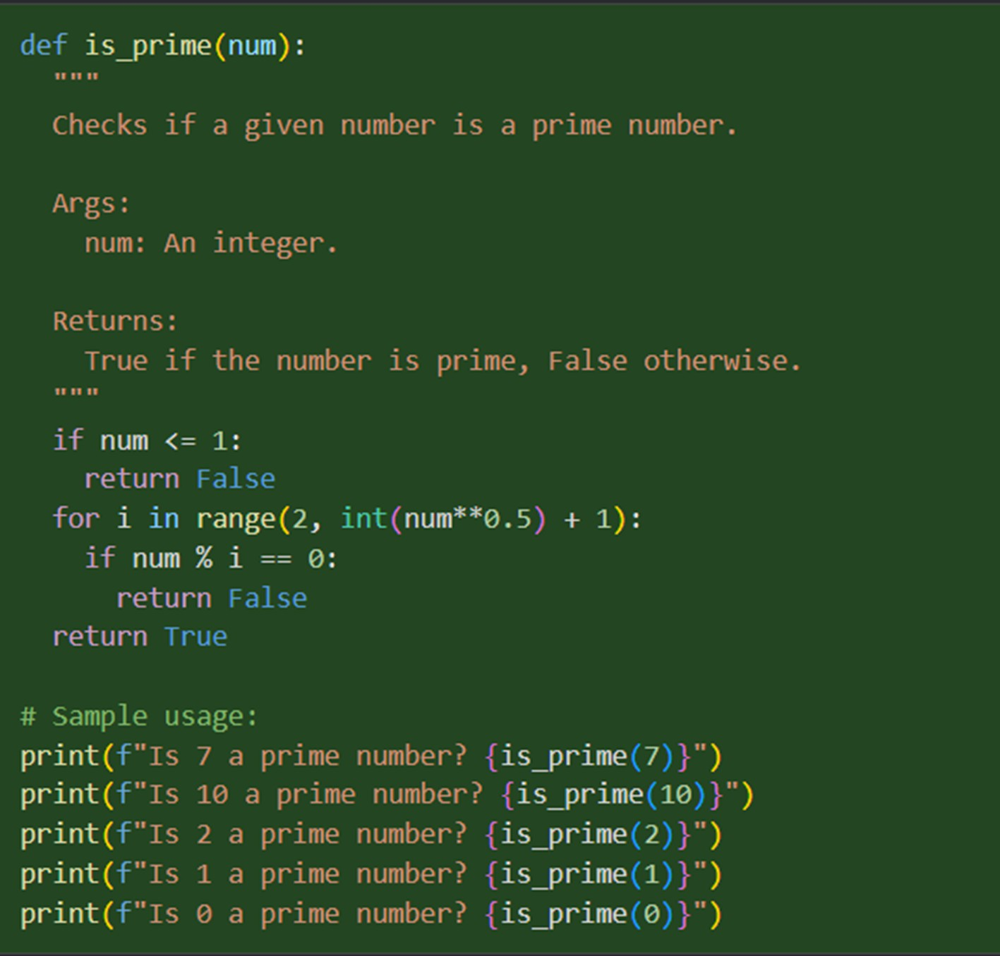 def is_prime(num):
  """
  Checks if a given number is a prime number.

  Args:
    num: An integer.

  Returns:
    True if the number is prime, False otherwise.
  """
  if num <= 1:
    return False
  for i in range(2, int(num**0.5) + 1):
    if num % i == 0:
      return False
  return True

# Sample usage:
print(f"Is 7 a prime number? {is_prime(7)}")
print(f"Is 10 a prime number? {is_prime(10)}")
print(f"Is 2 a prime number? {is_prime(2)}")
print(f"Is 1 a prime number? {is_prime(1)}")
print(f"Is 0 a prime number? {is_prime(0)}")